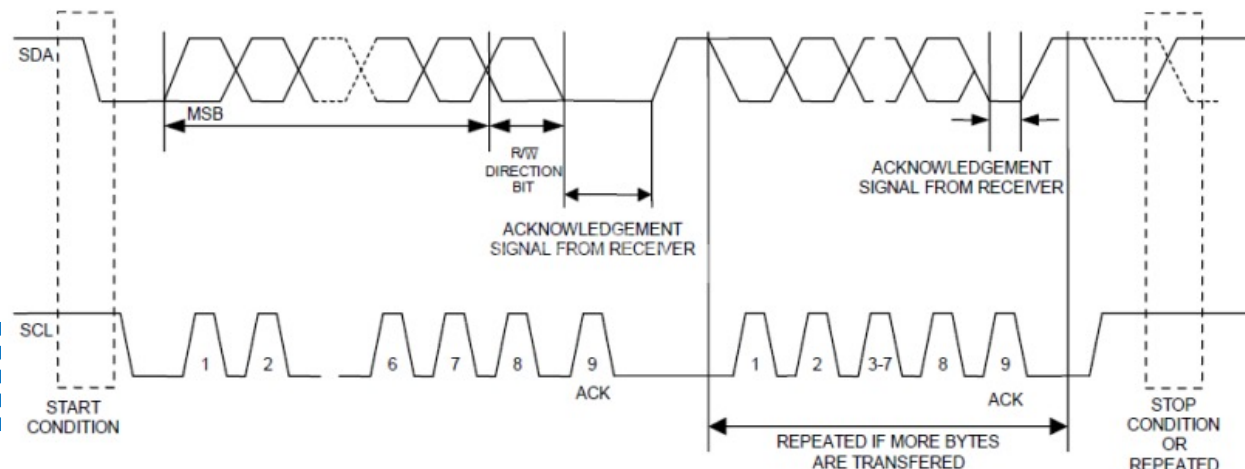 SDA
MSB
R/W
DIRECTION
BIT
ACKNOWLEDGEMENT
SIGNAL FROM RECEIVER
ACKNOWLEDGEMENT
SIGNAL FROM RECEIVER
SCL
1 2 6 7 8 9 1 2 3-7 8 9
ACK
ACK
START
CONDITION
REPEATED IF MORE BYTES
ARE TRANSFERED
STOP
CONDITION
OR
REPEATED